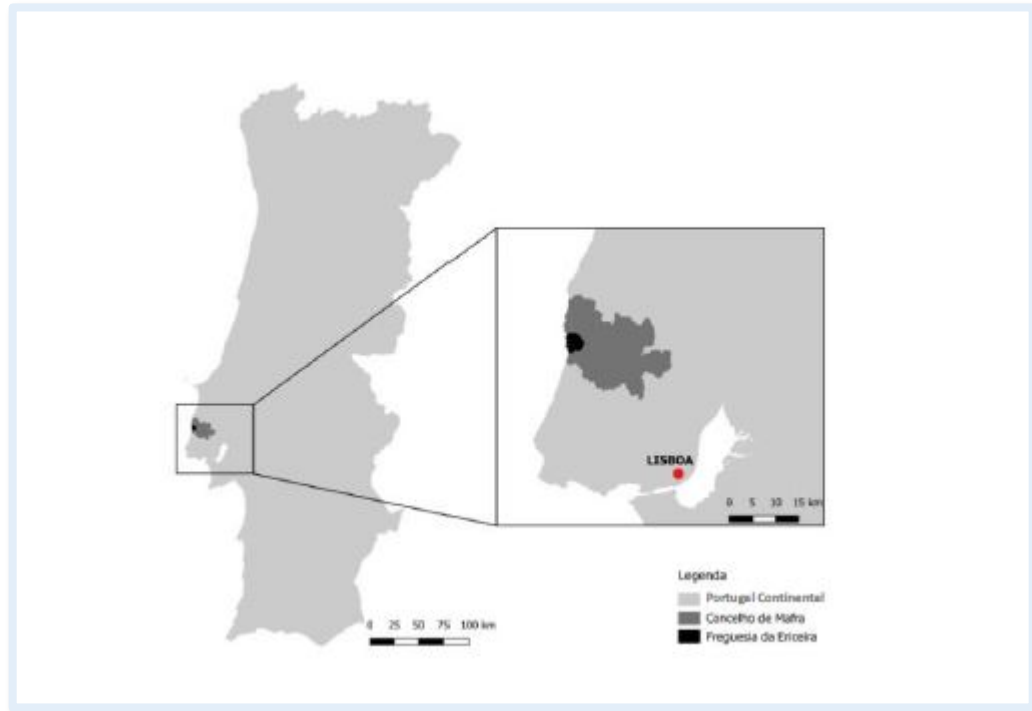 LISBOA
0 5 10 15 km
Legenda
Portugal Continental
Concelho de Mafra
Freguesia da Ericeira
0 25 50 75 100 km